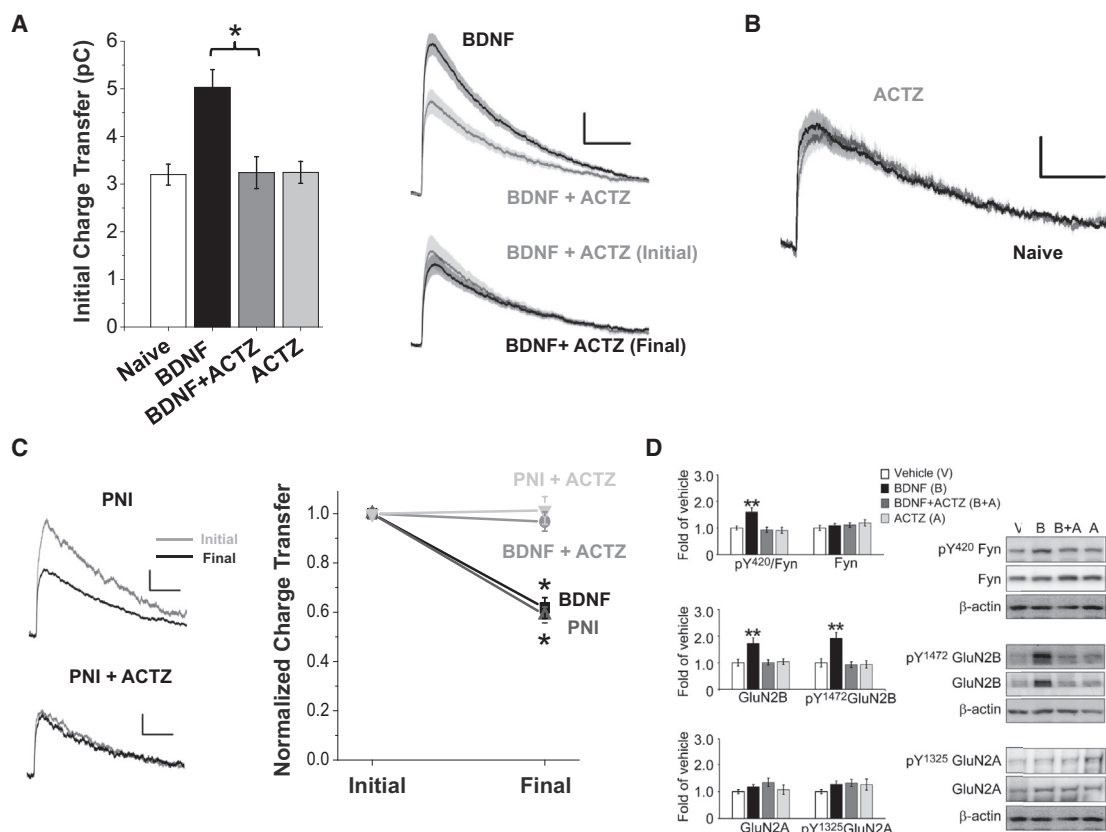 A
Initial Charge Transfer (pC)
6
5
4
3
2
1
0
*
Naive
BDNF
BDNF+ACTZ
ACTZ
BDNF
BDNF + ACTZ
BDNF + ACTZ (Initial)
BDNF+ ACTZ (Final)
B
ACTZ
Naive
C
PNI
Initial
Final
PNI + ACTZ
Normalized Charge Transfer
1.0
0.8
0.6
0.4
0.2
0.0
Initial
Final
PNI + ACTZ
BDNF + ACTZ
*
BDNF
PNI
*
D
Fold of vehicle
3.0
2.0
1.0
0
**
pY⁴²⁰/Fyn
Fyn
Vehicle (V)
BDNF (B)
BDNF+ACTZ (B+A)
ACTZ (A)
Fold of vehicle
3.0
2.0
1.0
0
**
**
GluN2B
pY¹⁴⁷²GluN2B
Fold of vehicle
3.0
2.0
1.0
0
GluN2A
pY¹³²⁵GluN2A
V B B+A A
pY⁴²⁰ Fyn
Fyn
β-actin
pY¹⁴⁷² GluN2B
GluN2B
β-actin
pY¹³²⁵ GluN2A
GluN2A
β-actin